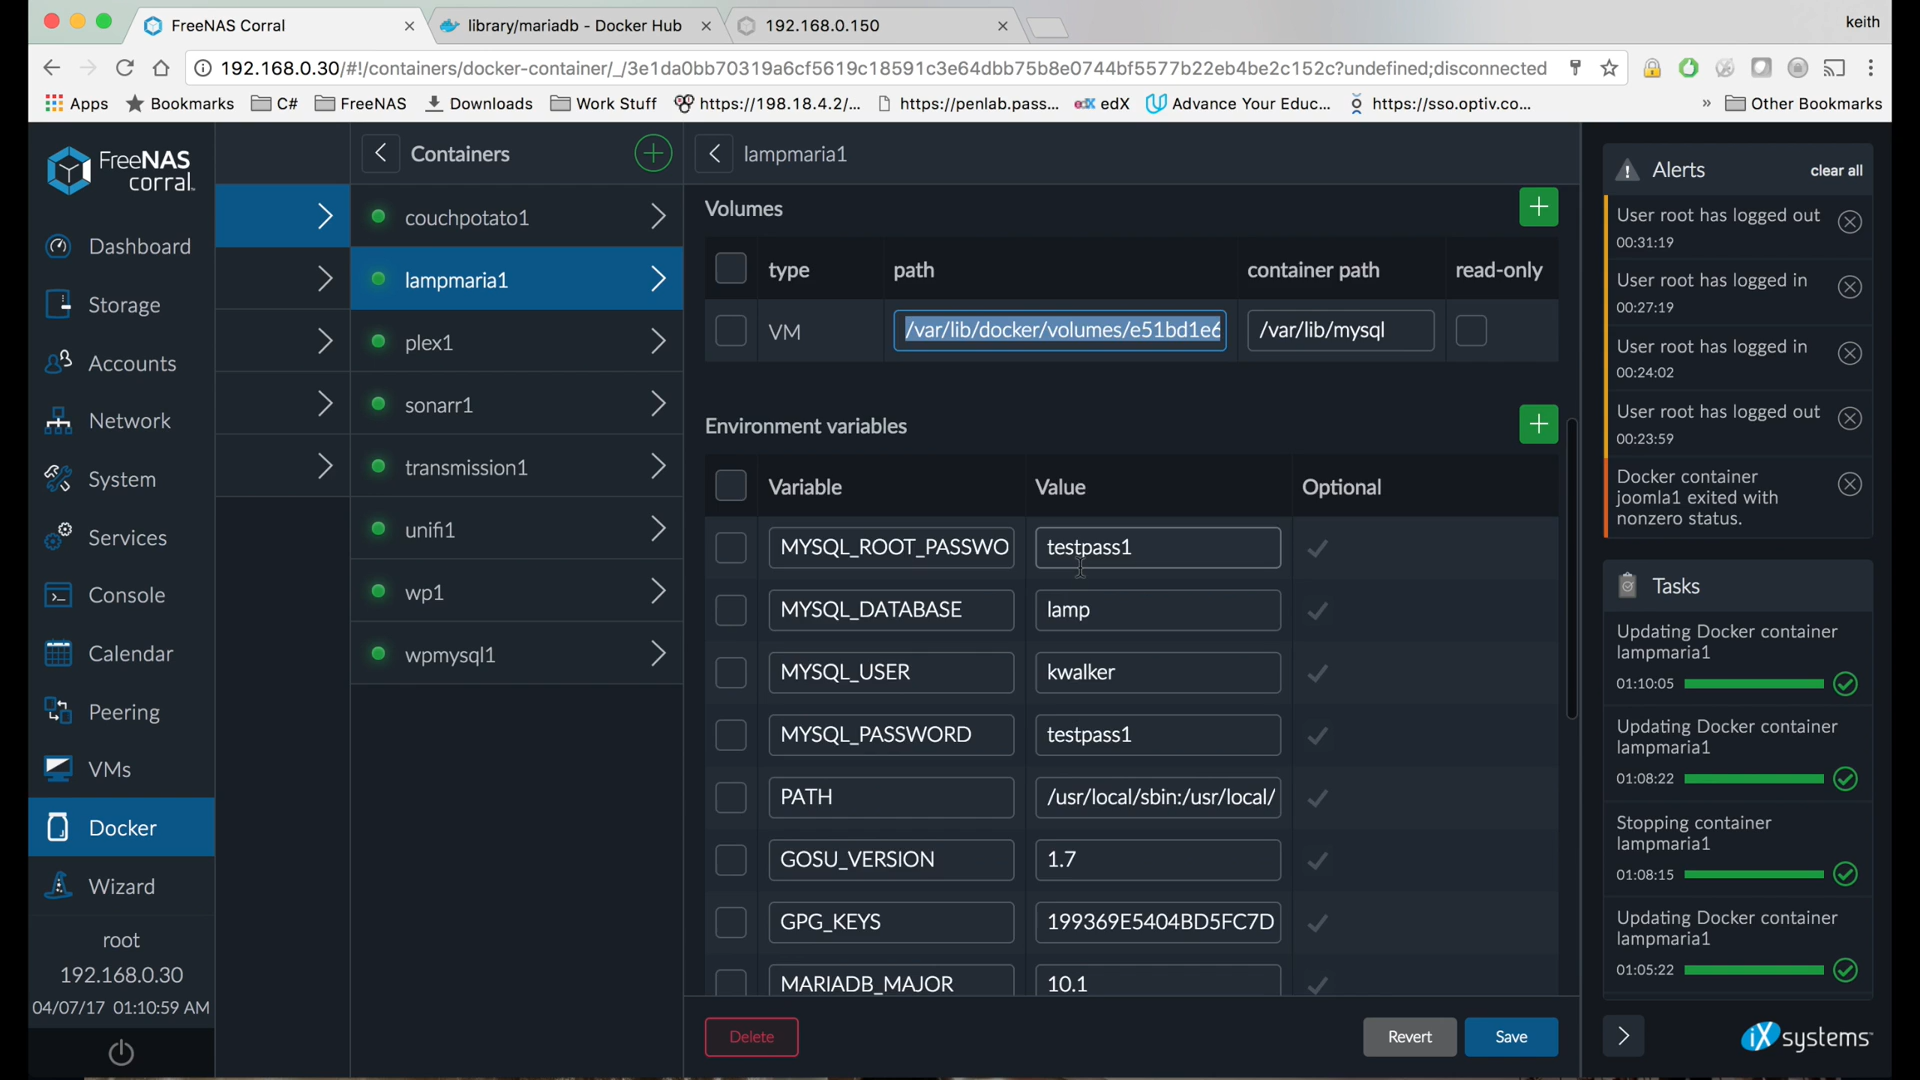 FreeNAS Corral
library/mariadb - Docker Hub
192.168.0.150
keith
192.168.0.30/#!/containers/docker-container/_/3e1da0bb70319a6cf5619c18591c3e64dbb75b8e0744bf5577b22eb4be2c152c?undefined;disconnected
Apps
Bookmarks
C#
FreeNAS
Downloads
Work Stuff
https://198.18.4.2/...
https://penlab.pass...
edX edX
Advance Your Educ...
https://sso.optiv.co...
»
Other Bookmarks
FreeNAS
corral
Dashboard
Storage
Accounts
Network
System
Services
Console
Calendar
Peering
VMs
Docker
Wizard
root
192.168.0.30
04/07/17 01:10:59 AM
Containers
couchpotato1
lampmaria1
plex1
sonarr1
transmission1
unifi1
wp1
wpmysql1
lampmaria1
Volumes
type path container path read-only
VM /var/lib/docker/volumes/e51bd1e6 /var/lib/mysql
Environment variables
Variable Value Optional
MYSQL_ROOT_PASSWO testpass1
MYSQL_DATABASE lamp
MYSQL_USER kwalker
MYSQL_PASSWORD testpass1
PATH /usr/local/sbin:/usr/local/
GOSU_VERSION 1.7
GPG_KEYS 199369E5404BD5FC7D
MARIADB_MAJOR 10.1
Delete
Revert
Save
Alerts
clear all
User root has logged out
00:31:19
User root has logged in
00:27:19
User root has logged in
00:24:02
User root has logged out
00:23:59
Docker container
joomla1 exited with
nonzero status.
Tasks
Updating Docker container
lampmaria1
01:10:05
Updating Docker container
lampmaria1
01:08:22
Stopping container
lampmaria1
01:08:15
Updating Docker container
lampmaria1
01:05:22
iXsystems